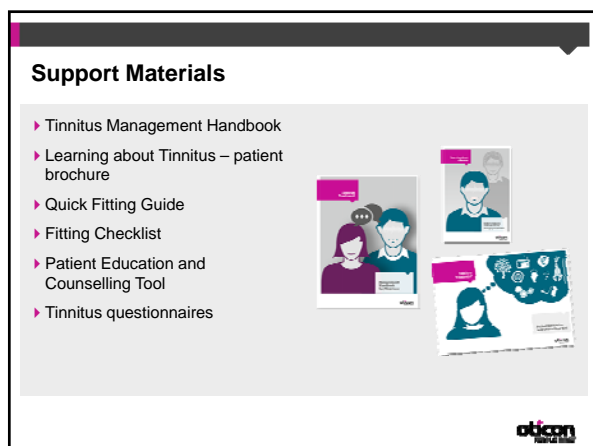 Support Materials
Tinnitus Management Handbook
Learning about Tinnitus – patient
brochure
Quick Fitting Guide
Fitting Checklist
Patient Education and
Counselling Tool
Tinnitus questionnaires
oticon